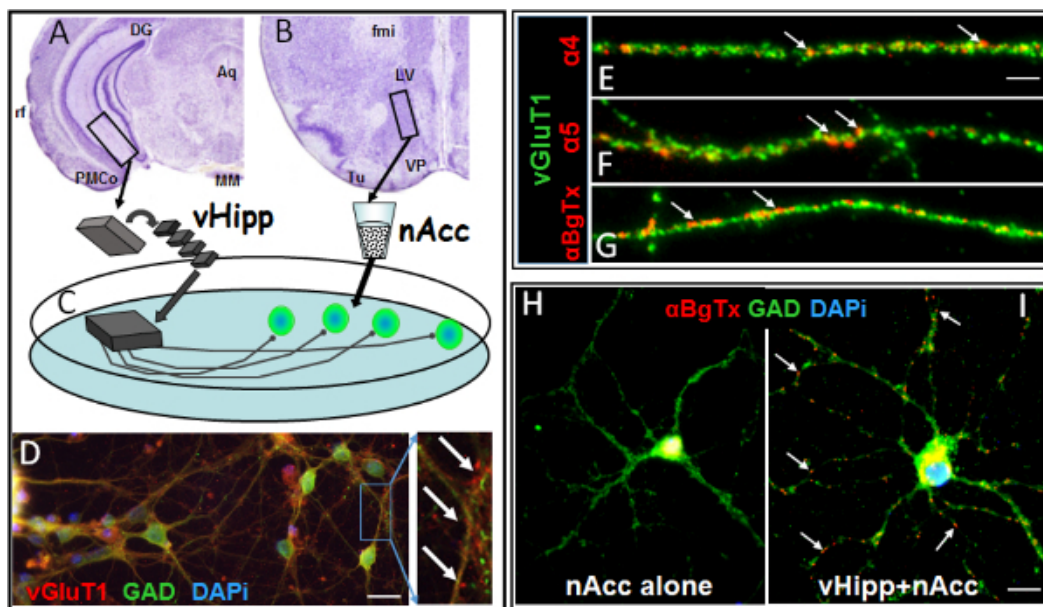 A
DG
Aq
rf
PMCo
MM
B
fmi
LV
VP
Tu
vHipp
nAcc
C
D
vGluT1 GAD DAPi
vGluT1
α4
E
α5
F
αBgTx
G
H
αBgTx GAD DAPi
I
nAcc alone
vHipp+nAcc